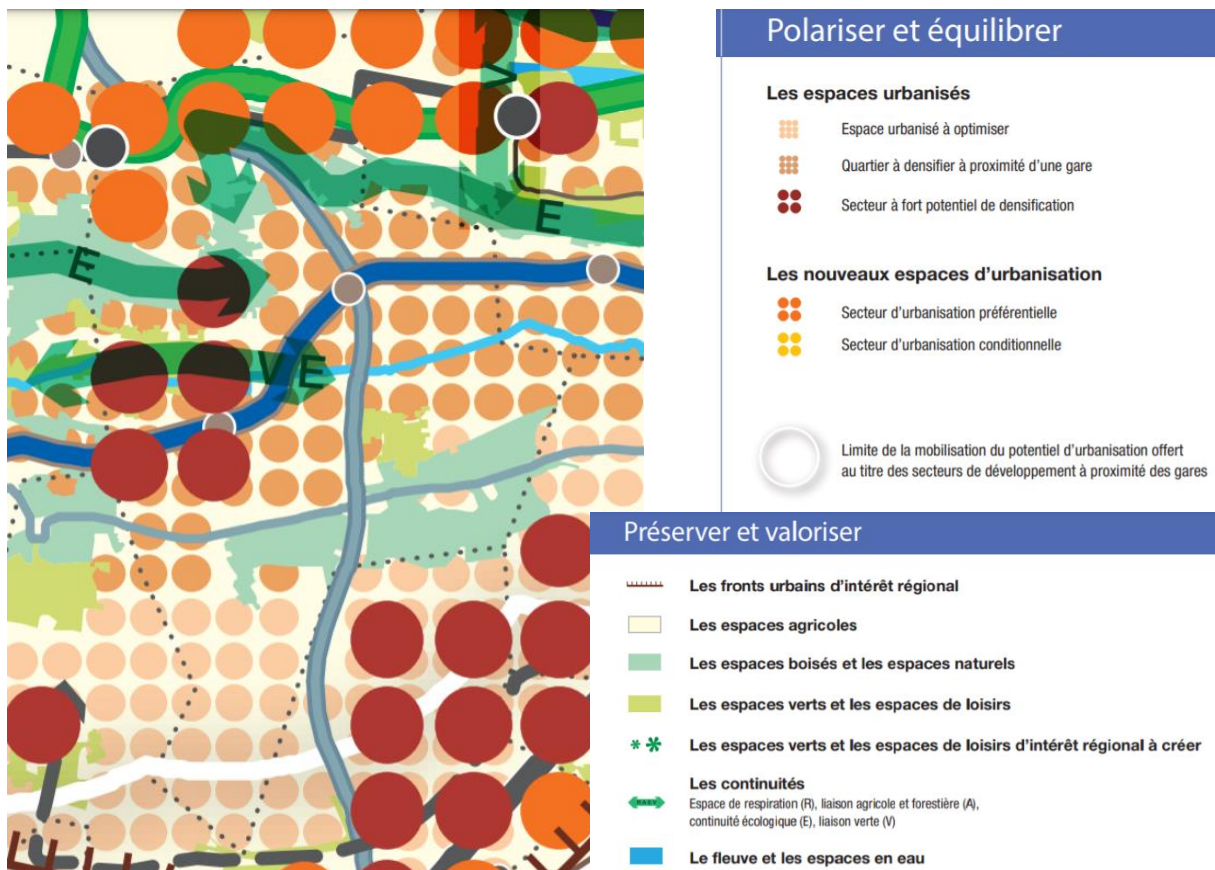 V
E
E
V E
Polariser et équilibrer
Les espaces urbanisés
Espace urbanisé à optimiser
Quartier à densifier à proximité d'une gare
Secteur à fort potentiel de densification
Les nouveaux espaces d'urbanisation
Secteur d'urbanisation préférentielle
Secteur d'urbanisation conditionnelle
Limite de la mobilisation du potentiel d'urbanisation offert
au titre des secteurs de développement à proximité des gares
Préserver et valoriser
Les fronts urbains d'intérêt régional
Les espaces agricoles
Les espaces boisés et les espaces naturels
Les espaces verts et les espaces de loisirs
Les espaces verts et les espaces de loisirs d'intérêt régional à créer
Les continuités
Espace de respiration (R), liaison agricole et forestière (A),
continuité écologique (E), liaison verte (V)
Le fleuve et les espaces en eau